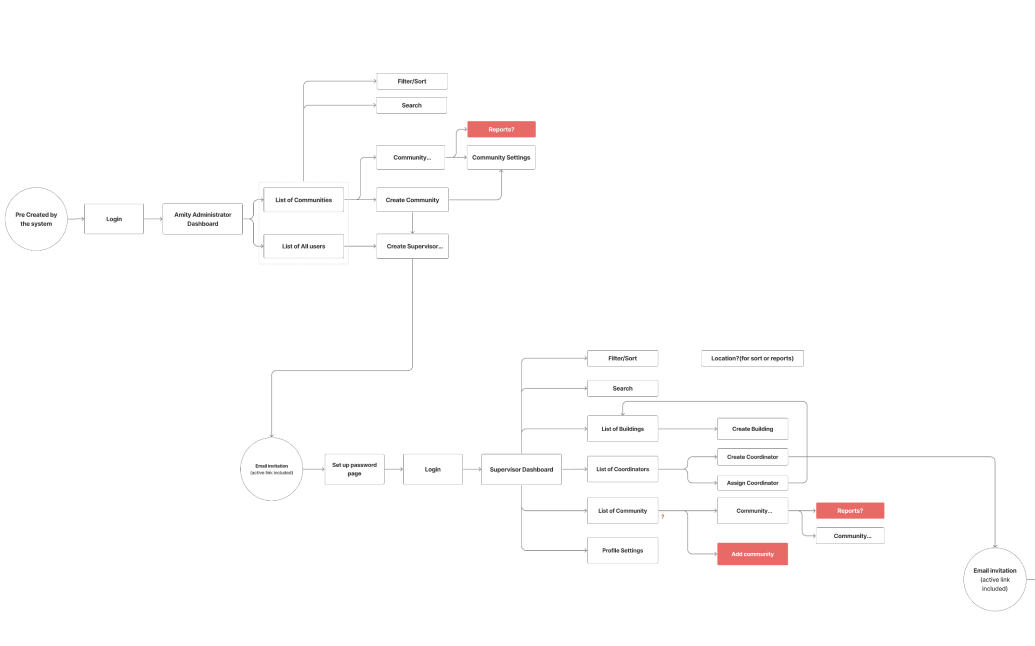 Filter/Sort
Search
Reports?
Community...
Community Settings
Pre Created by
the system
Login
Amity Administrator
Dashboard
List of Communities
Create Community
List of All users
Create Supervisor...
Filter/Sort
Location?(for sort or reports)
Search
List of Buildings
Create Building
Email invitation
(active link included)
Set up password
page
Login
Supervisor Dashboard
List of Coordinators
Create Coordinator
Assign Coordinator
List of Community
?
Community...
Reports?
Community...
Profile Settings
Add community
Email invitation
(active link
included)